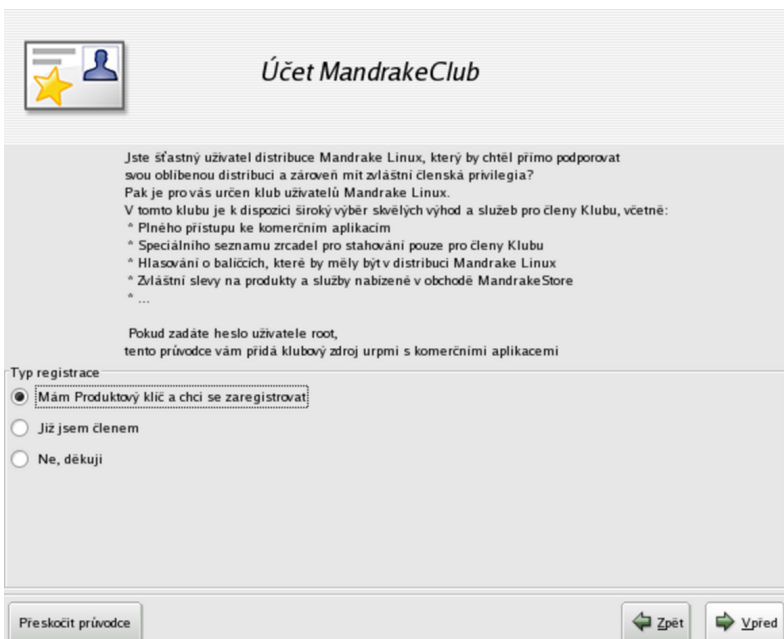 Účet MandrakeClub
Jste šťastný uživatel distribuce Mandrake Linux, který by chtěl přímo podporovat
svou oblíbenou distribuci a zároveň mít zvláštní členská privilegia?
Pak je pro vás určen klub uživatelů Mandrake Linux.
V tomto klubu je k dispozici široký výběr skvělých výhod a služeb pro členy Klubu, včetně:
* Plného přístupu ke komerčním aplikacím
* Speciálního seznamu zrcadel pro stahování pouze pro členy Klubu
* Hlasování o balíčcích, které by měly být v distribuci Mandrake Linux
* Zvláštní slevy na produkty a služby nabízené v obchodě MandrakeStore
* ...
Pokud zadáte heslo uživatele root,
tento průvodce vám přidá klubový zdroj urpmi s komerčními aplikacemi
Typ registrace
Mám Produktový klíč a chci se zaregistrovat
Již jsem členem
Ne, děkuji
Přeskočit průvodce
Zpět
Vpřed